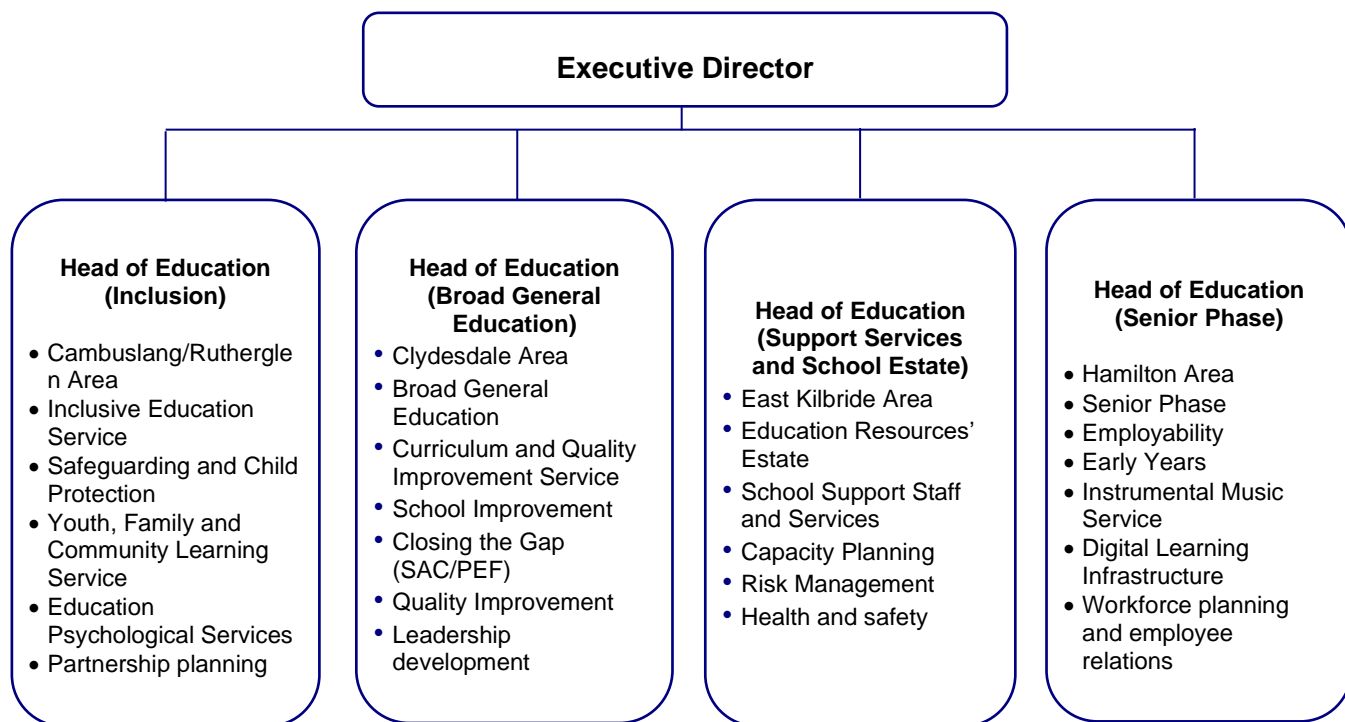 Executive Director
Head of Education
(Inclusion)
• Cambuslang/Ruthergle
n Area
• Inclusive Education
Service
• Safeguarding and Child
Protection
• Youth, Family and
Community Learning
Service
• Education
Psychological Services
• Partnership planning
Head of Education
(Broad General
Education)
• Clydesdale Area
• Broad General
Education
• Curriculum and Quality
Improvement Service
• School Improvement
• Closing the Gap
(SAC/PEF)
• Quality Improvement
• Leadership
development
Head of Education
(Support Services
and School Estate)
• East Kilbride Area
• Education Resources’
Estate
• School Support Staff
and Services
• Capacity Planning
• Risk Management
• Health and safety
Head of Education
(Senior Phase)
• Hamilton Area
• Senior Phase
• Employability
• Early Years
• Instrumental Music
Service
• Digital Learning
Infrastructure
• Workforce planning
and employee
relations